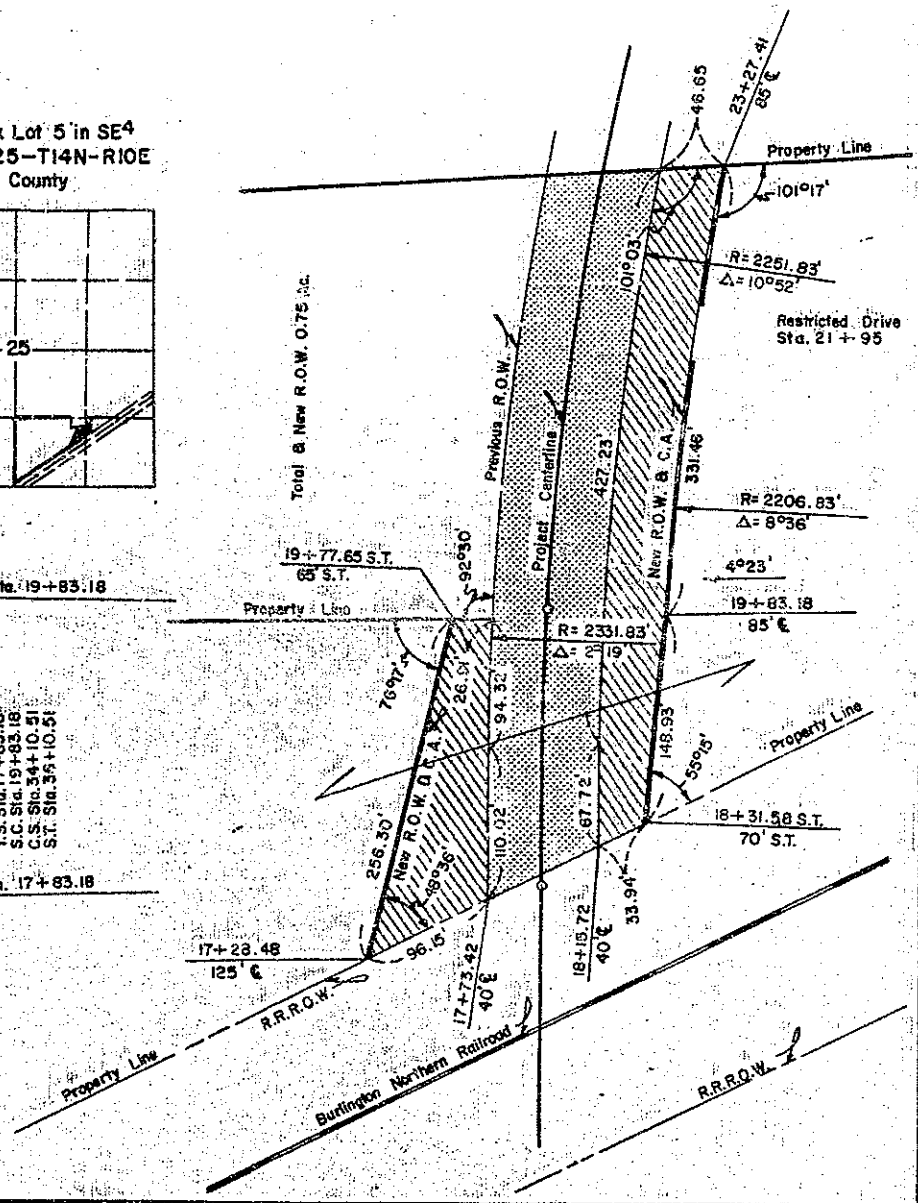 Lot 5 in SE4
25-T14N-R10E
County
25
Sta. 19+83.18
S.C. Sta. 19+83.18
C.S. Sta. 34+10.51
S.T. Sta. 36+10.51
17+83.18
Total & New R.O.W. 0.75 Ac.
46.65
23+27.41
85' ℄
Property Line
101°17'
101°03'
R= 2251.83'
Δ= 10°52'
Restricted Drive
Sta. 21+95
Previous R.O.W.
Project Centerline
427.23
New R.O.W. & C.A.
331.46'
R= 2206.83'
Δ= 8°36'
4°23'
19+83.18
85' ℄
19+77.65 S.T.
65' S.T.
92°30'
Property Line
R= 2331.83'
Δ= 2°19'
76°17'
26.91
94.32
148.93
Property Line
55°15'
18+31.58 S.T.
70' S.T.
256.30'
New R.O.W. & C.A.
48°36'
110.02
87.72
33.94'
96.15'
17+28.48
125' ℄
17+73.42
40' ℄
18+15.72
40' ℄
R.R.R.O.W.
Property Line
Burlington Northern Railroad
R.R.R.O.W.